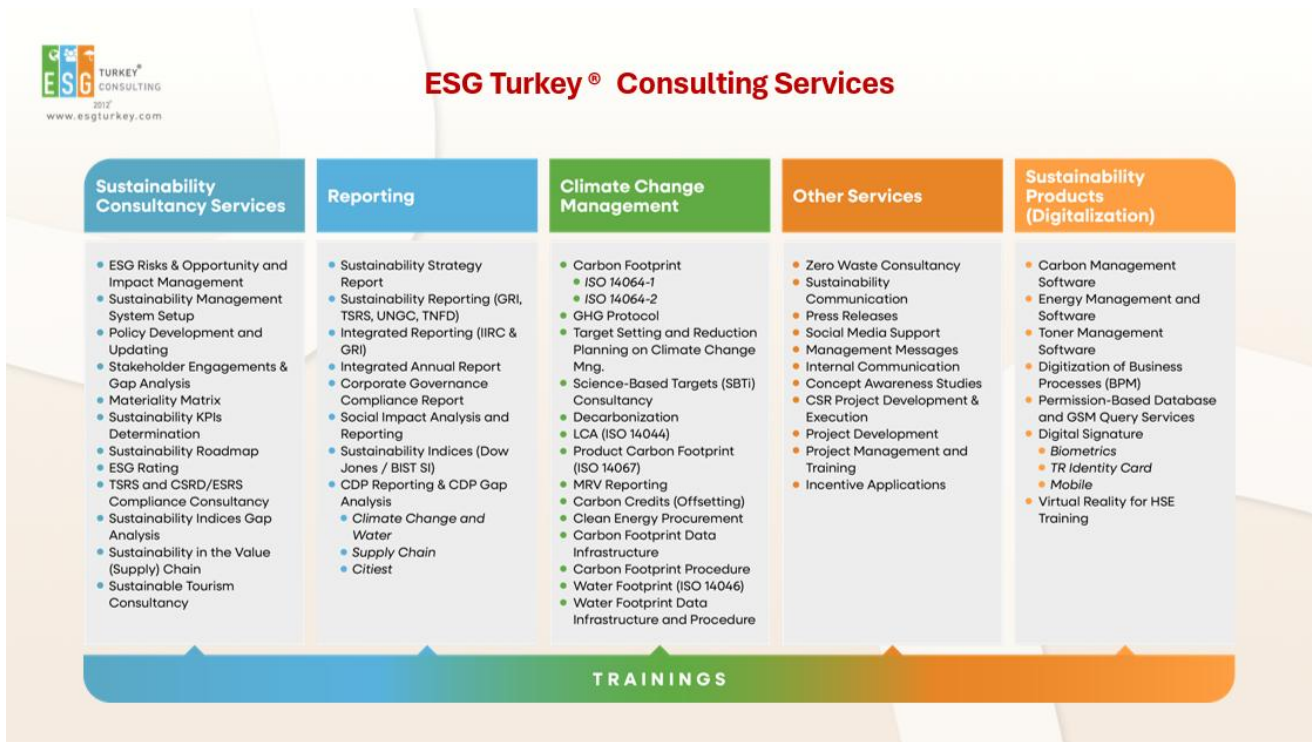 ESG
TURKEY®
CONSULTING
2012
www.esgturkey.com
ESG Turkey ® Consulting Services
Sustainability
Consultancy Services
• ESG Risks & Opportunity and
Impact Management
• Sustainability Management
System Setup
• Policy Development and
Updating
• Stakeholder Engagements &
Gap Analysis
• Materiality Matrix
• Sustainability KPIs
Determination
• Sustainability Roadmap
• ESG Rating
• TSRS and CSRD/ESRS
Compliance Consultancy
• Sustainability Indices Gap
Analysis
• Sustainability in the Value
(Supply) Chain
• Sustainable Tourism
Consultancy
Reporting
• Sustainability Strategy
Report
• Sustainability Reporting (GRI,
TSRS, UNGC, TNFD)
• Integrated Reporting (IIRC &
GRI)
• Integrated Annual Report
• Corporate Governance
Compliance Report
• Social Impact Analysis and
Reporting
• Sustainability Indices (Dow
Jones / BIST SI)
• CDP Reporting & CDP Gap
Analysis
• Climate Change and
Water
• Supply Chain
• Citiest
Climate Change
Management
• Carbon Footprint
• ISO 14064-1
• ISO 14064-2
• GHG Protocol
• Target Setting and Reduction
Planning on Climate Change
Mng.
• Science-Based Targets (SBTi)
Consultancy
• Decarbonization
• LCA (ISO 14044)
• Product Carbon Footprint
(ISO 14067)
• MRV Reporting
• Carbon Credits (Offsetting)
• Clean Energy Procurement
• Carbon Footprint Data
Infrastructure
• Carbon Footprint Procedure
• Water Footprint (ISO 14046)
• Water Footprint Data
Infrastructure and Procedure
Other Services
• Zero Waste Consultancy
• Sustainability
Communication
• Press Releases
• Social Media Support
• Management Messages
• Internal Communication
• Concept Awareness Studies
• CSR Project Development &
Execution
• Project Development
• Project Management and
Training
• Incentive Applications
Sustainability
Products
(Digitalization)
• Carbon Management
Software
• Energy Management and
Software
• Toner Management
Software
• Digitization of Business
Processes (BPM)
• Permission-Based Database
and GSM Query Services
• Digital Signature
• Biometrics
• TR Identity Card
• Mobile
• Virtual Reality for HSE
Training
TRAININGS